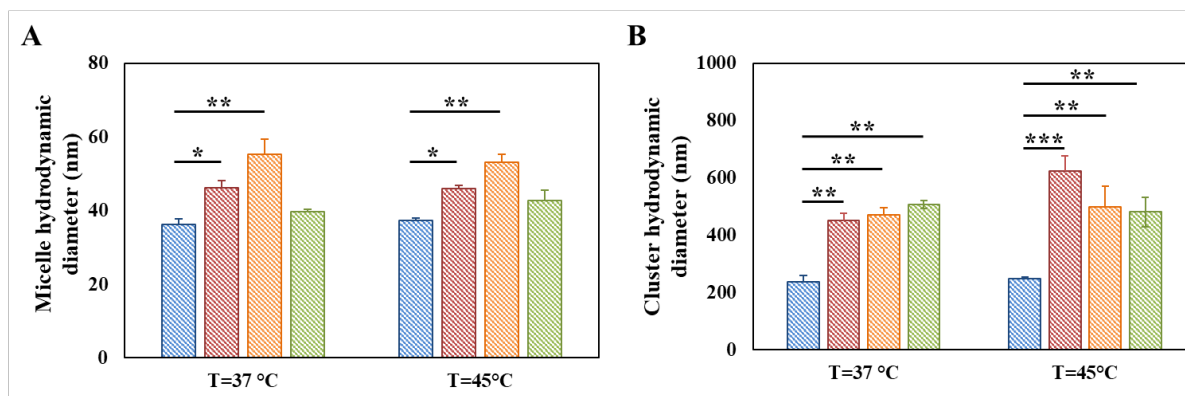 A
Micelle hydrodynamic
diameter (nm)
80
60
40
20
0
**
*
**
*
T=37 °C
T=45°C
B
Cluster hydrodynamic
diameter (nm)
1000
800
600
400
200
0
**
**
**
**
**
***
T=37 °C
T=45°C